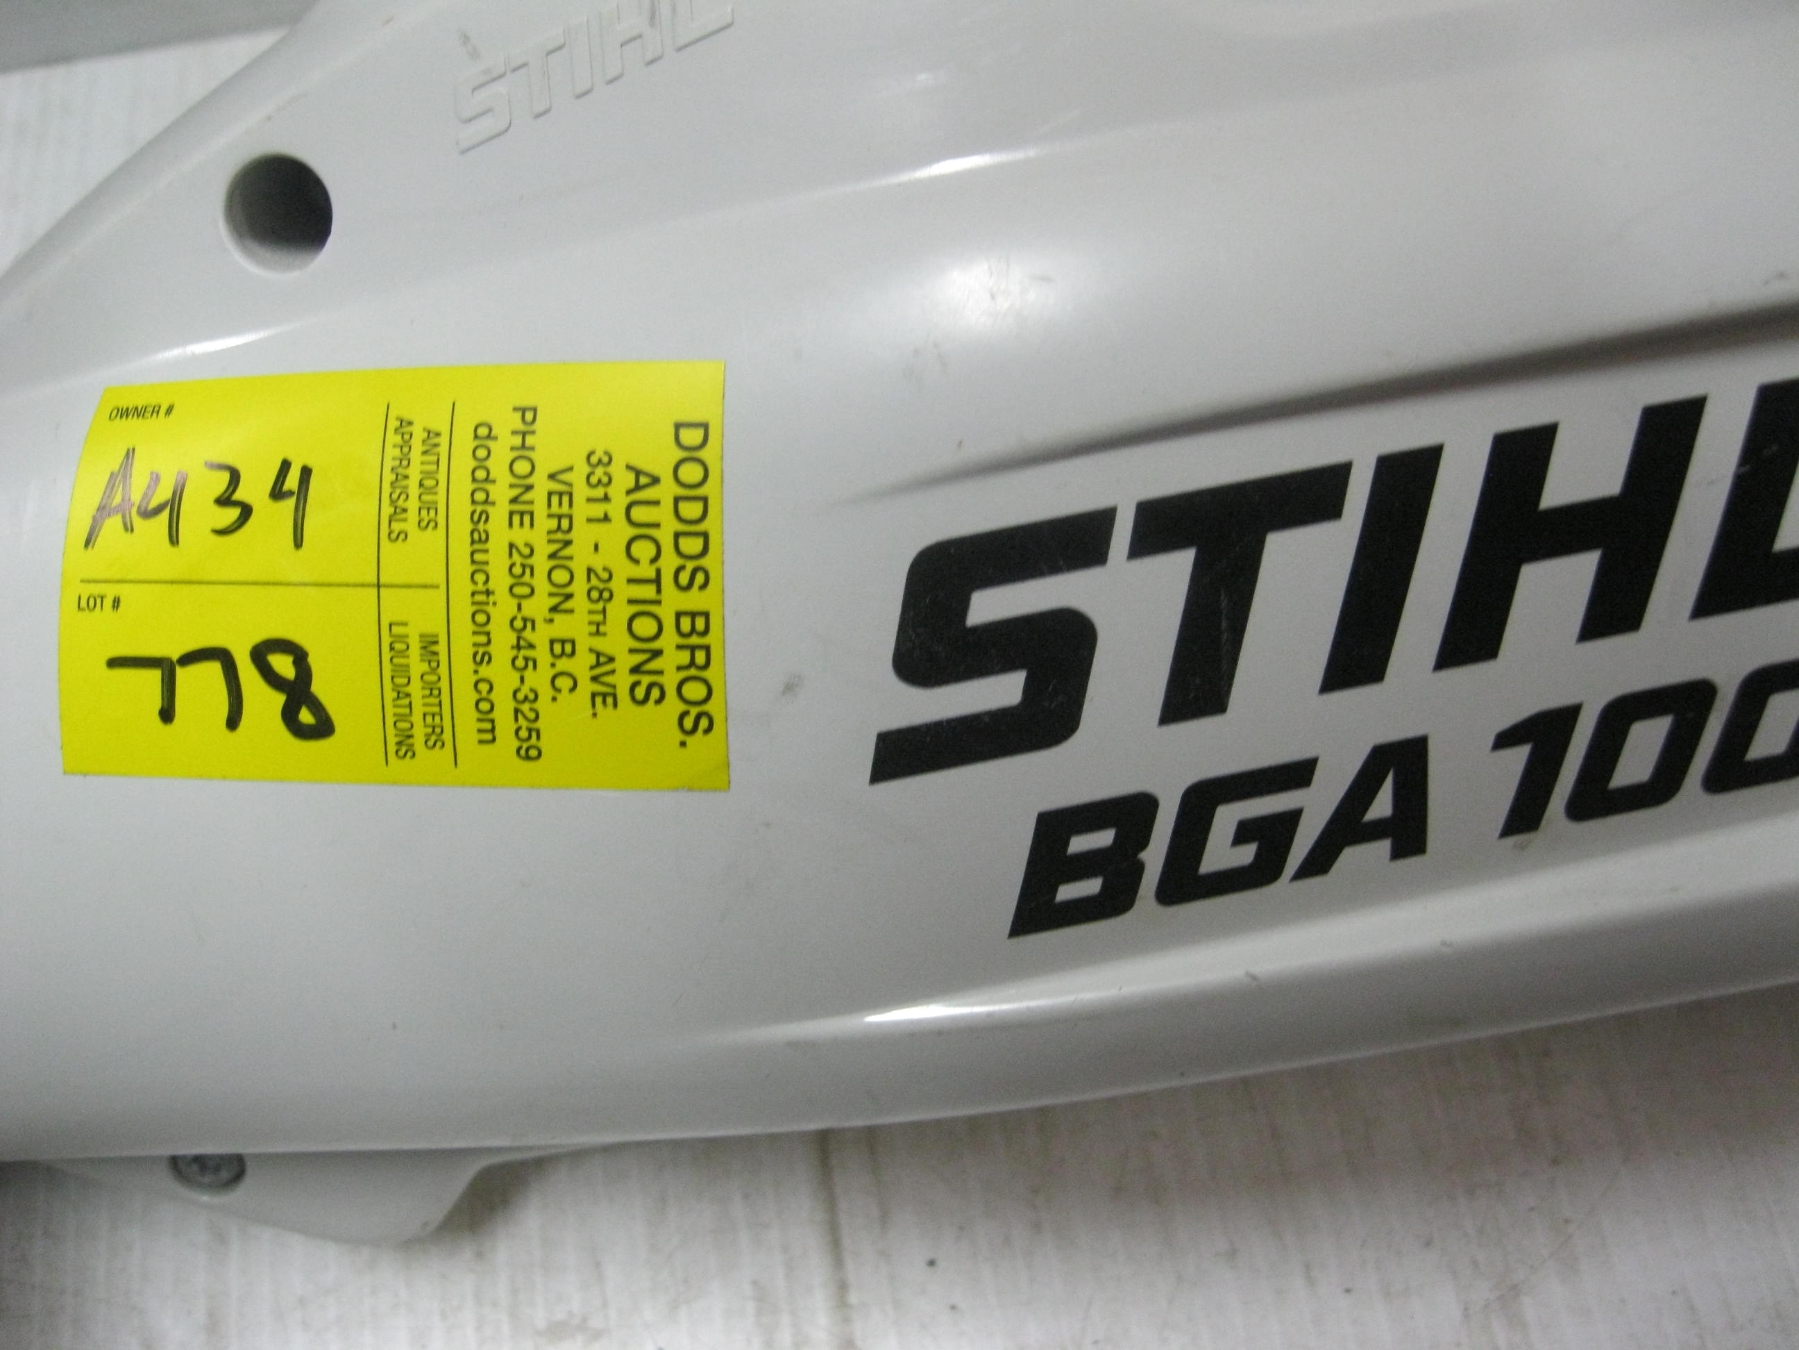 STIHL
DODDS BROS.
AUCTIONS
3311 - 28TH AVE.
VERNON, B.C.
PHONE 250-545-3259
doddsauctions.com
ANTIQUES
APPRAISALS
IMPORTERS
LIQUIDATIONS
OWNER #
A434
LOT #
778
STIHL
BGA 100